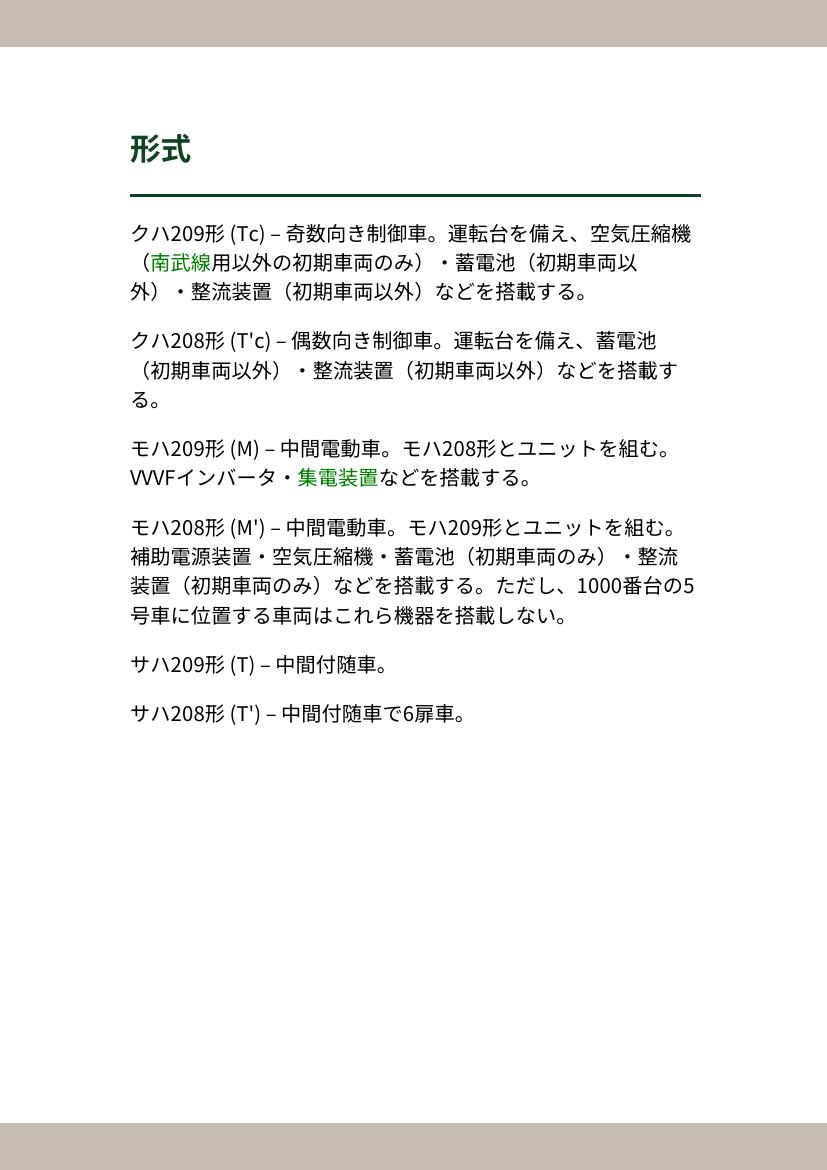 形式
クハ209形 (Tc) – 奇数向き制御車。運転台を備え、空気圧縮機
（南武線用以外の初期車両のみ）・蓄電池（初期車両以
外）・整流装置（初期車両以外）などを搭載する。
クハ208形 (T'c) – 偶数向き制御車。運転台を備え、蓄電池
（初期車両以外）・整流装置（初期車両以外）などを搭載す
る。
モハ209形 (M) – 中間電動車。モハ208形とユニットを組む。
VVVFインバータ・集電装置などを搭載する。
モハ208形 (M') – 中間電動車。モハ209形とユニットを組む。
補助電源装置・空気圧縮機・蓄電池（初期車両のみ）・整流
装置（初期車両のみ）などを搭載する。ただし、1000番台の5
号車に位置する車両はこれら機器を搭載しない。
サハ209形 (T) – 中間付随車。
サハ208形 (T') – 中間付随車で6扉車。